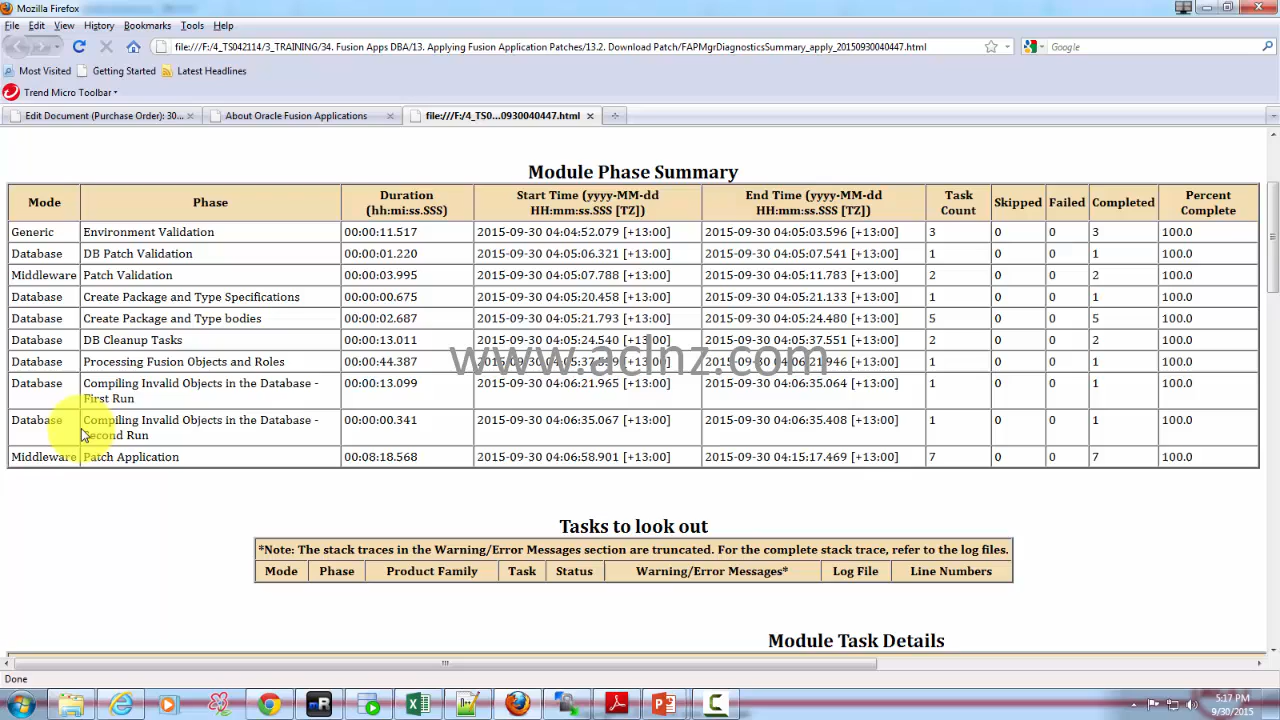 Mozilla Firefox
File Edit View History Bookmarks Tools Help
file:///F:/4_TS042114/3_TRAINING/34. Fusion Apps DBA/13. Applying Fusion Application Patches/13.2. Download Patch/FAPMgrDiagnosticsSummary_apply_20150930040447.html Google
Most Visited Getting Started Latest Headlines
Trend Micro Toolbar
Edit Document (Purchase Order): 30... About Oracle Fusion Applications file:///F:/4_TS0...0930040447.html
Module Phase Summary
Mode Phase Duration (hh:mi:ss.SSS) Start Time (yyyy-MM-dd HH:mm:ss.SSS [TZ]) End Time (yyyy-MM-dd HH:mm:ss.SSS [TZ]) Task Count Skipped Failed Completed Percent Complete
Generic Environment Validation 00:00:11.517 2015-09-30 04:04:52.079 [+13:00] 2015-09-30 04:05:03.596 [+13:00] 3 0 0 3 100.0
Database DB Patch Validation 00:00:01.220 2015-09-30 04:05:06.321 [+13:00] 2015-09-30 04:05:07.541 [+13:00] 1 0 0 1 100.0
Middleware Patch Validation 00:00:03.995 2015-09-30 04:05:07.788 [+13:00] 2015-09-30 04:05:11.783 [+13:00] 2 0 0 2 100.0
Database Create Package and Type Specifications 00:00:00.675 2015-09-30 04:05:20.458 [+13:00] 2015-09-30 04:05:21.133 [+13:00] 1 0 0 1 100.0
Database Create Package and Type bodies 00:00:02.687 2015-09-30 04:05:21.793 [+13:00] 2015-09-30 04:05:24.480 [+13:00] 5 0 0 5 100.0
Database DB Cleanup Tasks 00:00:13.011 2015-09-30 04:05:24.540 [+13:00] 2015-09-30 04:05:37.551 [+13:00] 2 0 0 2 100.0
www.aclnz.com
Database Processing Fusion Objects and Roles 00:00:44.387 2015-09-30 [+13:00] 2015-09-30 [+13:00] 1 0 0 1 100.0
Database Compiling Invalid Objects in the Database - First Run 00:00:13.099 2015-09-30 04:06:21.965 [+13:00] 2015-09-30 04:06:35.064 [+13:00] 1 0 0 1 100.0
Database Compiling Invalid Objects in the Database - Second Run 00:00:00.341 2015-09-30 04:06:35.067 [+13:00] 2015-09-30 04:06:35.408 [+13:00] 1 0 0 1 100.0
Middleware Patch Application 00:08:18.568 2015-09-30 04:06:58.901 [+13:00] 2015-09-30 04:15:17.469 [+13:00] 7 0 0 7 100.0
Tasks to look out
*Note: The stack traces in the Warning/Error Messages section are truncated. For the complete stack trace, refer to the log files.
Mode Phase Product Family Task Status Warning/Error Messages* Log File Line Numbers
Module Task Details
Done
5:17 PM
9/30/2015